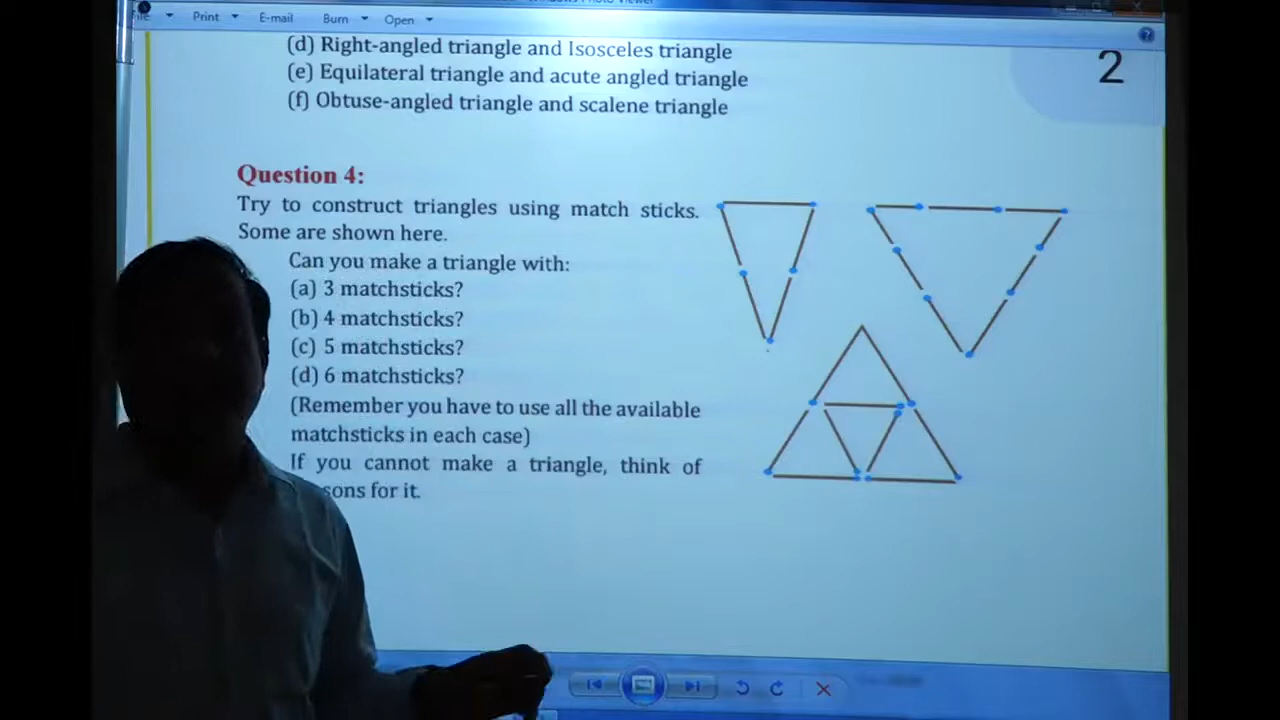 Print E-mail Burn Open
2
(d) Right-angled triangle and Isosceles triangle
(e) Equilateral triangle and acute angled triangle
(f) Obtuse-angled triangle and scalene triangle
Question 4:
Try to construct triangles using match sticks.
Some are shown here.
Can you make a triangle with:
(a) 3 matchsticks?
(b) 4 matchsticks?
(c) 5 matchsticks?
(d) 6 matchsticks?
(Remember you have to use all the available
matchsticks in each case)
If you cannot make a triangle, think of
sons for it.